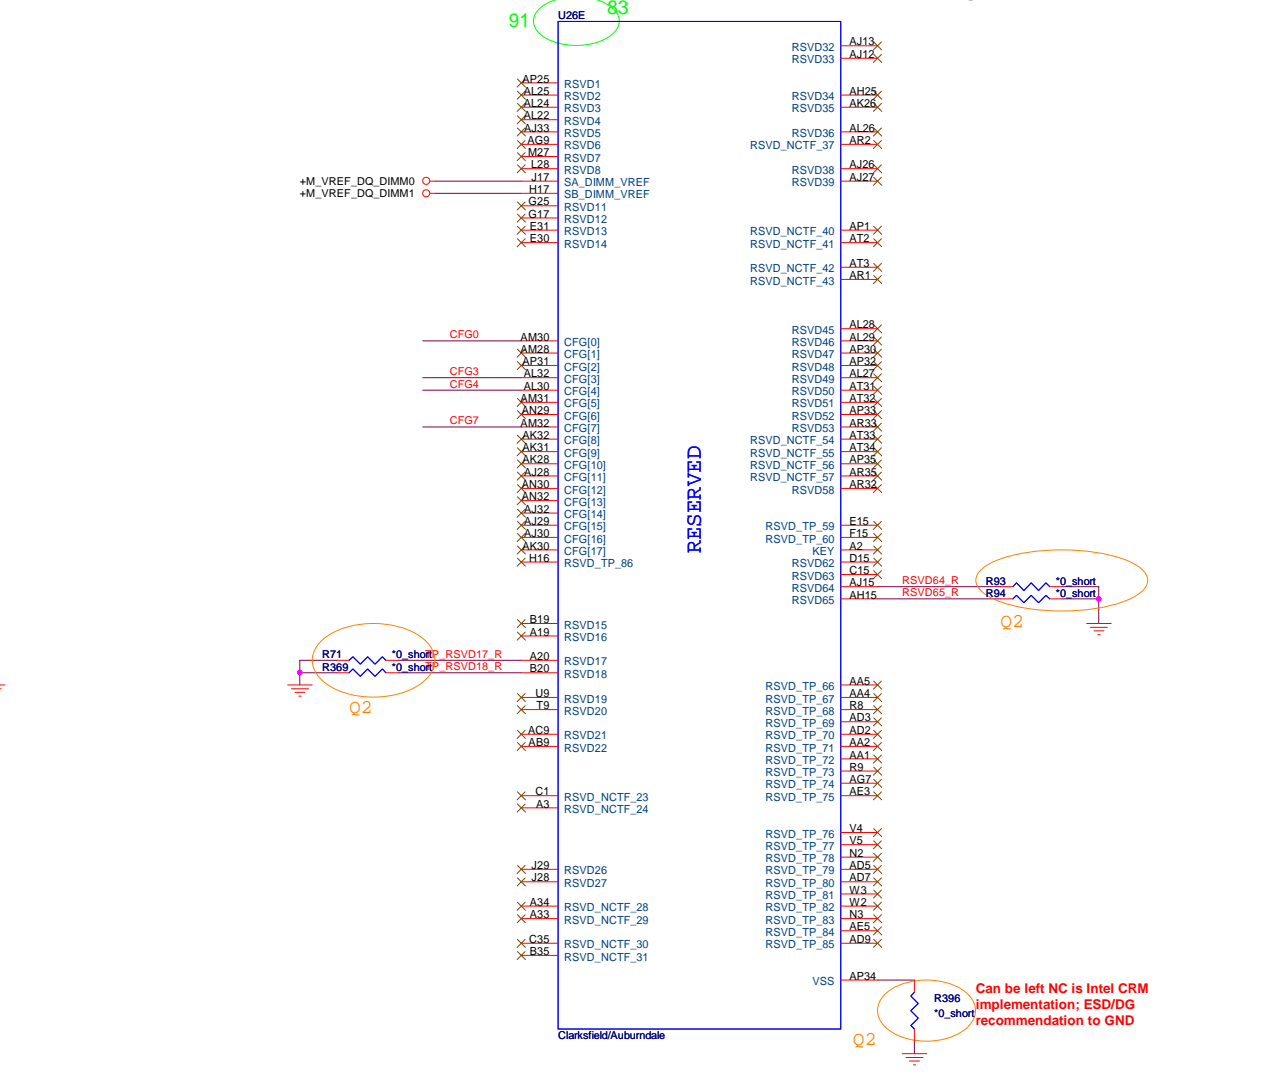 91
83
U26E
AP25 RSVD1
AL25 RSVD2
AL24 RSVD3
AL22 RSVD4
AJ33 RSVD5
AG9 RSVD6
M27 RSVD7
L28 RSVD8
+M_VREF_DQ_DIMM0 J17 SA_DIMM_VREF
+M_VREF_DQ_DIMM1 H17 SB_DIMM_VREF
G25 RSVD11
G17 RSVD12
E31 RSVD13
E30 RSVD14
CFG0 AM30 CFG[0]
AM28 CFG[1]
AP31 CFG[2]
CFG3 AL32 CFG[3]
CFG4 AL30 CFG[4]
AM31 CFG[5]
AN29 CFG[6]
CFG7 AM32 CFG[7]
AK32 CFG[8]
AK31 CFG[9]
AK28 CFG[10]
AJ28 CFG[11]
AN30 CFG[12]
AN32 CFG[13]
AJ32 CFG[14]
AJ29 CFG[15]
AJ30 CFG[16]
AK30 CFG[17]
H16 RSVD_TP_86
B19 RSVD15
A19 RSVD16
R71 *0_short TP_RSVD17_R A20 RSVD17
R369 *0_short TP_RSVD18_R B20 RSVD18
Q2
U9 RSVD19
T9 RSVD20
AC9 RSVD21
AB9 RSVD22
C1 RSVD_NCTF_23
A3 RSVD_NCTF_24
J29 RSVD26
J28 RSVD27
A34 RSVD_NCTF_28
A33 RSVD_NCTF_29
C35 RSVD_NCTF_30
B35 RSVD_NCTF_31
RESERVED
RSVD32 AJ13
RSVD33 AJ12
RSVD34 AH25
RSVD35 AK26
RSVD36 AL26
RSVD_NCTF_37 AR2
RSVD38 AJ26
RSVD39 AJ27
RSVD_NCTF_40 AP1
RSVD_NCTF_41 AT2
RSVD_NCTF_42 AT3
RSVD_NCTF_43 AR1
RSVD45 AL28
RSVD46 AL29
RSVD47 AP30
RSVD48 AP32
RSVD49 AL27
RSVD50 AT31
RSVD51 AT32
RSVD52 AP33
RSVD53 AR33
RSVD_NCTF_54 AT33
RSVD_NCTF_55 AT34
RSVD_NCTF_56 AP35
RSVD_NCTF_57 AR35
RSVD58 AR32
RSVD_TP_59 E15
RSVD_TP_60 F15
KEY A2
RSVD62 D15
RSVD63 C15
RSVD64 AJ15 RSVD64_R R93 *0_short
RSVD65 AH15 RSVD65_R R94 *0_short
Q2
RSVD_TP_66 AA5
RSVD_TP_67 AA4
RSVD_TP_68 R8
RSVD_TP_69 AD3
RSVD_TP_70 AD2
RSVD_TP_71 AA2
RSVD_TP_72 AA1
RSVD_TP_73 R9
RSVD_TP_74 AG7
RSVD_TP_75 AE3
RSVD_TP_76 V4
RSVD_TP_77 V5
RSVD_TP_78 N2
RSVD_TP_79 AD5
RSVD_TP_80 AD7
RSVD_TP_81 W3
RSVD_TP_82 W2
RSVD_TP_83 N3
RSVD_TP_84 AE5
RSVD_TP_85 AD9
VSS AP34
R396
*0_short
Q2
Can be left NC is Intel CRM
implementation; ESD/DG
recommendation to GND
Clarksfield/Auburndale